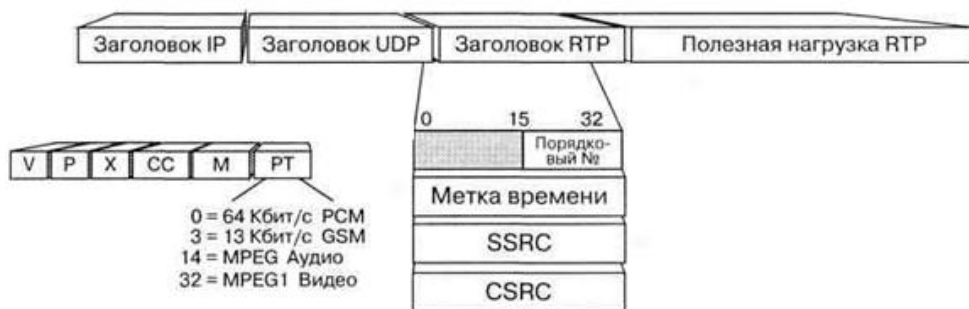 Заголовок IP Заголовок UDP Заголовок RTP Полезная нагрузка RTP
0 15 32
Порядко-
вый №
V P X CC M PT
Метка времени
0 = 64 Кбит/с PCM
3 = 13 Кбит/с GSM
14 = MPEG Аудио
32 = MPEG1 Видео
SSRC
CSRC